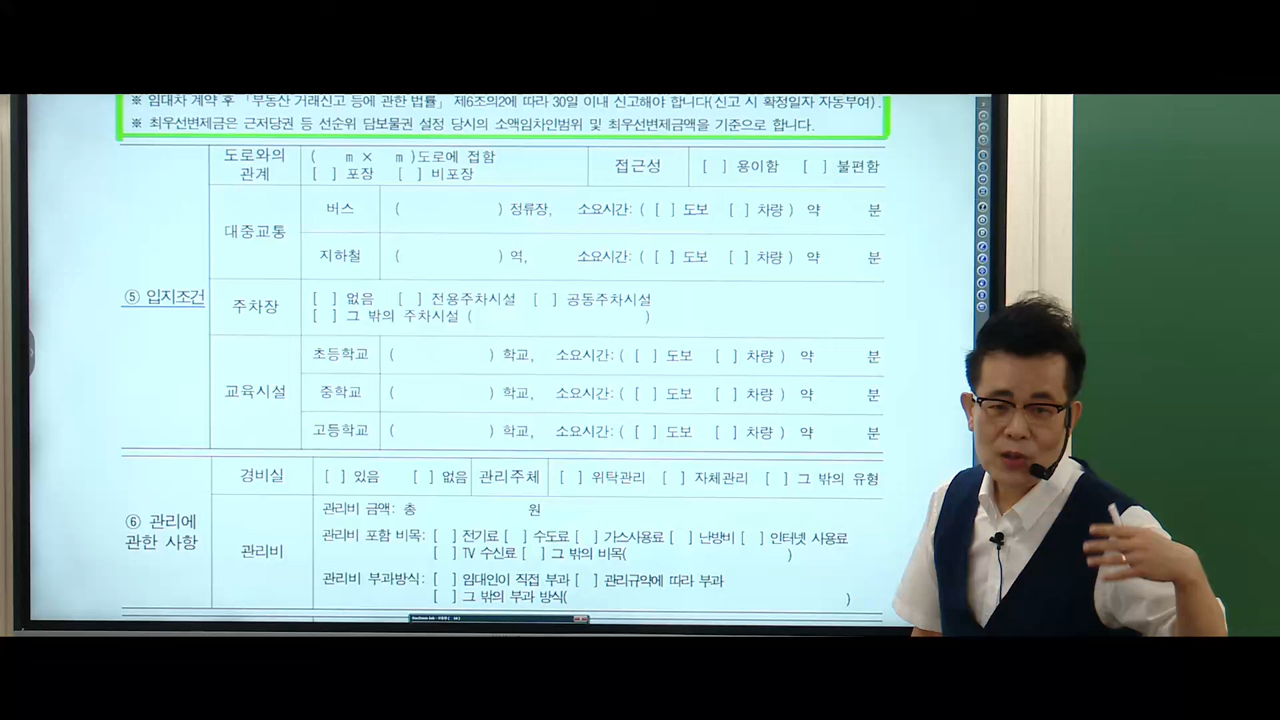 ※ 임대차 계약 후 「부동산 거래신고 등에 관한 법률」 제6조의2에 따라 30일 이내 신고해야 합니다(신고 시 확정일자 자동부여).
※ 최우선변제금은 근저당권 등 선순위 담보물권 설정 당시의 소액임차인범위 및 최우선변제금액을 기준으로 합니다.
⑤ 입지조건
도로와의 관계
( m × m )도로에 접함
[ ] 포장 [ ] 비포장
접근성
[ ] 용이함 [ ] 불편함
대중교통
버스
( ) 정류장, 소요시간: ( [ ] 도보 [ ] 차량 ) 약 분
지하철
( ) 역, 소요시간: ( [ ] 도보 [ ] 차량 ) 약 분
주차장
[ ] 없음 [ ] 전용주차시설 [ ] 공동주차시설
[ ] 그 밖의 주차시설 ( )
교육시설
초등학교
( ) 학교, 소요시간: ( [ ] 도보 [ ] 차량 ) 약 분
중학교
( ) 학교, 소요시간: ( [ ] 도보 [ ] 차량 ) 약 분
고등학교
( ) 학교, 소요시간: ( [ ] 도보 [ ] 차량 ) 약 분
⑥ 관리에
관한 사항
경비실
[ ] 있음 [ ] 없음
관리주체
[ ] 위탁관리 [ ] 자체관리 [ ] 그 밖의 유형
관리비
관리비 금액: 총 원
관리비 포함 비목: [ ] 전기료 [ ] 수도료 [ ] 가스사용료 [ ] 난방비 [ ] 인터넷 사용료
[ ] TV 수신료 [ ] 그 밖의 비목( )
관리비 부과방식: [ ] 임대인이 직접 부과 [ ] 관리규약에 따라 부과
[ ] 그 밖의 부과 방식( )